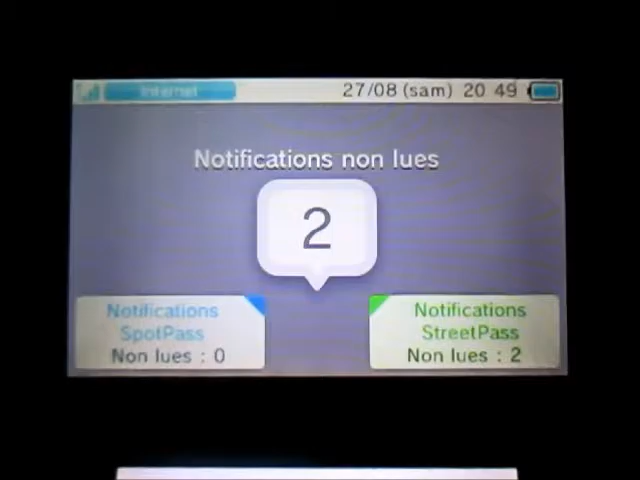 Internet 27/08 (sam) 20 49
Notifications non lues
2
Notifications
SpotPass
Non lues : 0
Notifications
StreetPass
Non lues : 2